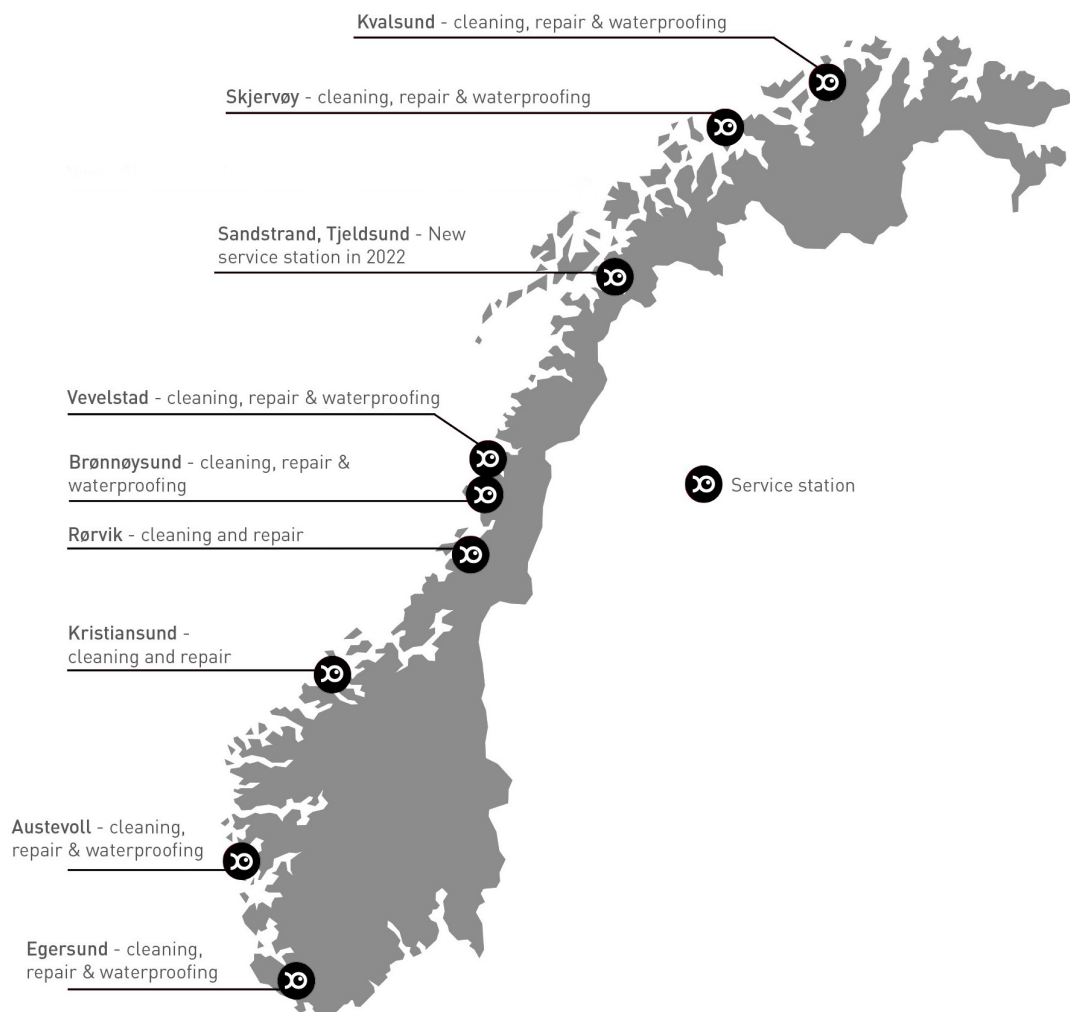 Kvalsund - cleaning, repair & waterproofing
Skjervøy - cleaning, repair & waterproofing
Sandstrand, Tjeldsund - New
service station in 2022
Vevelstad - cleaning, repair & waterproofing
Brønnøysund - cleaning, repair &
waterproofing
Service station
Rørvik - cleaning and repair
Kristiansund -
cleaning and repair
Austevoll - cleaning,
repair & waterproofing
Egersund - cleaning,
repair & waterproofing